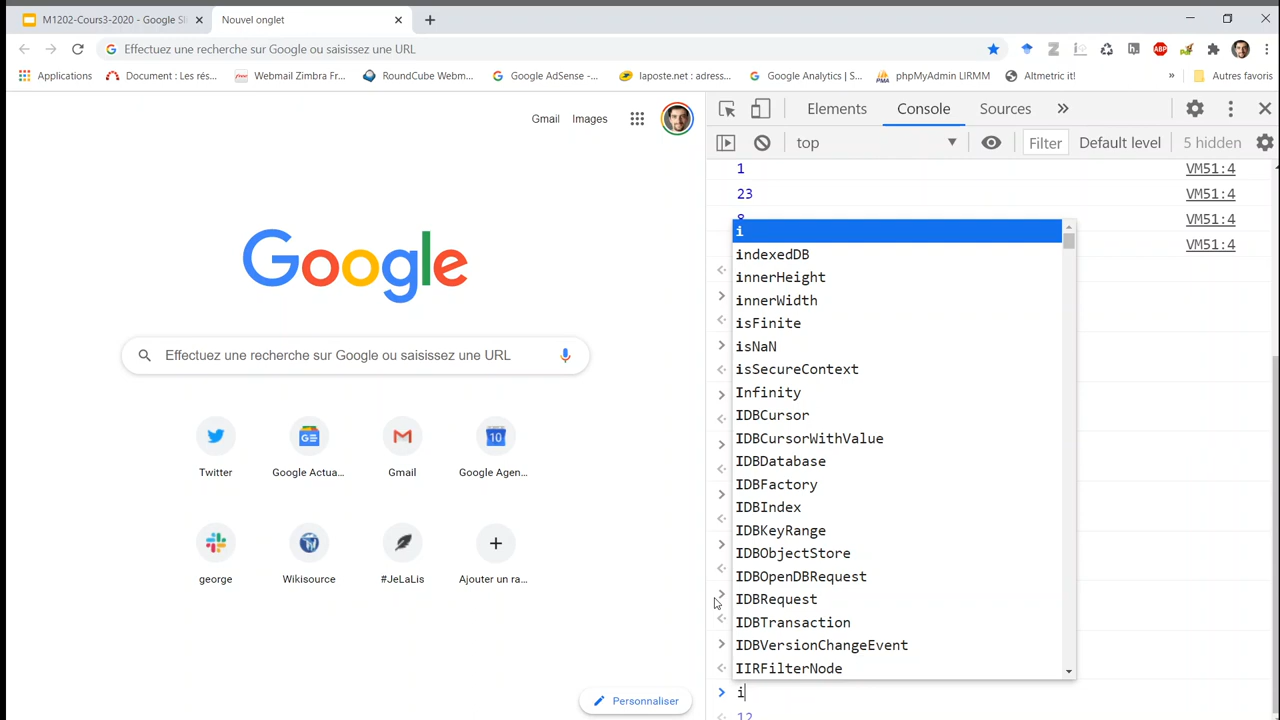 M1202-Cours3-2020 - Google Sli
Nouvel onglet
Effectuez une recherche sur Google ou saisissez une URL
ABP
Applications
Document : Les rés...
Webmail Zimbra Fr...
RoundCube Webm...
Google AdSense -...
laposte.net : adress...
Google Analytics | S...
phpMyAdmin LIRMM
Altmetric it!
»
Autres favoris
Gmail
Images
Elements
Console
Sources
»
top
Filter
Default level
5 hidden
1
VM51:4
23
VM51:4
8
VM51:4
VM51:4
i
indexedDB
innerHeight
innerWidth
isFinite
isNaN
isSecureContext
Infinity
IDBCursor
IDBCursorWithValue
IDBDatabase
IDBFactory
IDBIndex
IDBKeyRange
IDBObjectStore
IDBOpenDBRequest
IDBRequest
IDBTransaction
IDBVersionChangeEvent
IIRFilterNode
i
12
Google
Effectuez une recherche sur Google ou saisissez une URL
Twitter
Google Actua...
Gmail
10
Google Agen...
george
Wikisource
#JeLaLis
Ajouter un ra...
Personnaliser